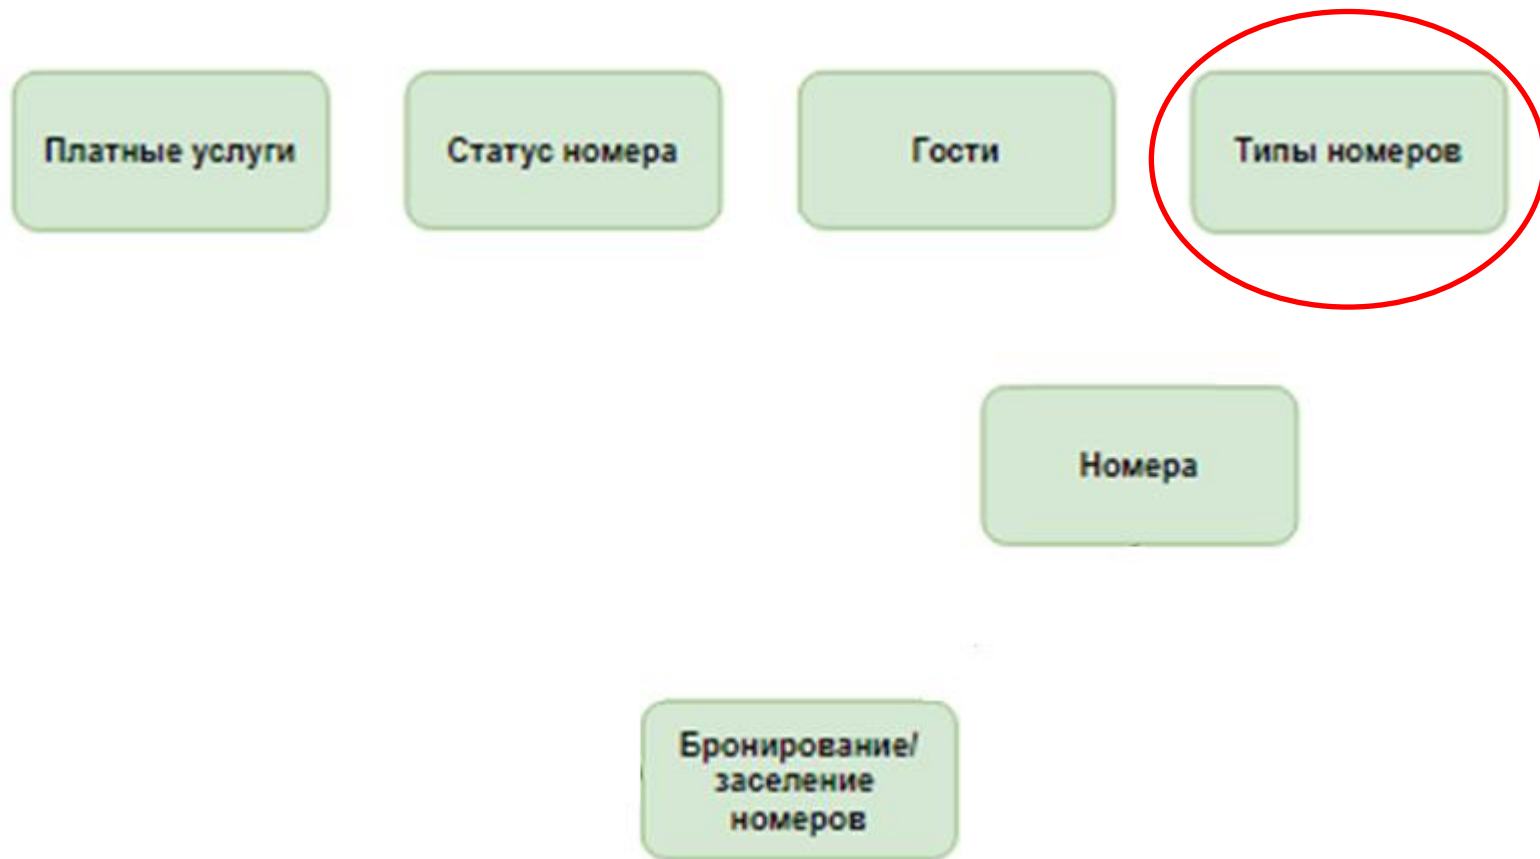 Платные услуги
Статус номера
Гости
Типы номеров
Номера
Бронирование/
заселение
номеров